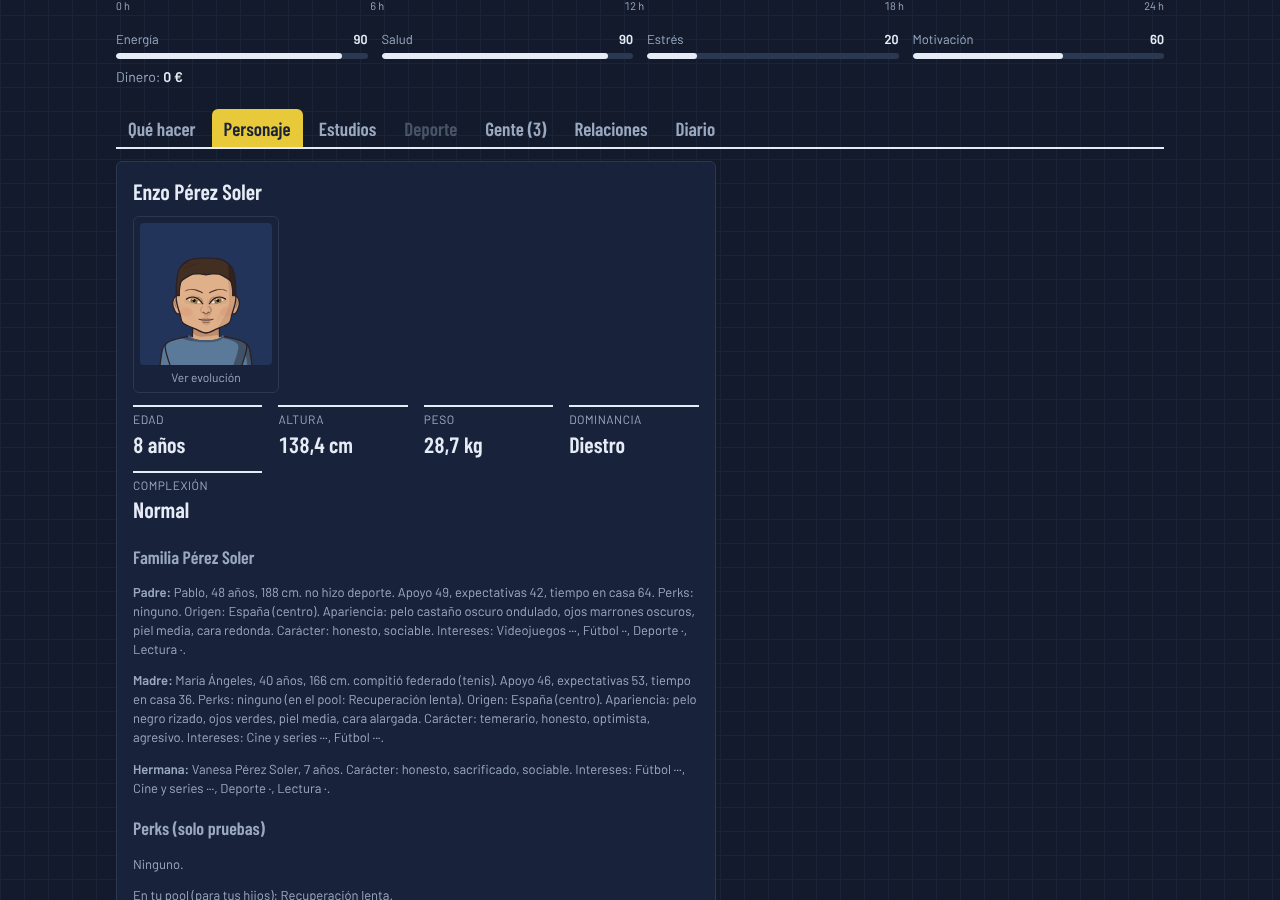 0 h 6 h 12 h 18 h 24 h
Energía 90 Salud 90 Estrés 20 Motivación 60
Dinero: 0 €
Qué hacer Personaje Estudios Deporte Gente (3) Relaciones Diario
Enzo Pérez Soler
Ver evolución
EDAD ALTURA PESO DOMINANCIA
8 años 138,4 cm 28,7 kg Diestro
COMPLEXIÓN
Normal
Familia Pérez Soler
Padre: Pablo, 48 años, 188 cm. no hizo deporte. Apoyo 49, expectativas 42, tiempo en casa 64. Perks:
ninguno. Origen: España (centro). Apariencia: pelo castaño oscuro ondulado, ojos marrones oscuros,
piel media, cara redonda. Carácter: honesto, sociable. Intereses: Videojuegos ···, Fútbol ··, Deporte ·,
Lectura ·.
Madre: María Ángeles, 40 años, 166 cm. compitió federado (tenis). Apoyo 46, expectativas 53, tiempo
en casa 36. Perks: ninguno (en el pool: Recuperación lenta). Origen: España (centro). Apariencia: pelo
negro rizado, ojos verdes, piel media, cara alargada. Carácter: temerario, honesto, optimista,
agresivo. Intereses: Cine y series ···, Fútbol ···.
Hermana: Vanesa Pérez Soler, 7 años. Carácter: honesto, sacrificado, sociable. Intereses: Fútbol ···,
Cine y series ···, Deporte ·, Lectura ·.
Perks (solo pruebas)
Ninguno.
En tu pool (para tus hijos): Recuperación lenta.